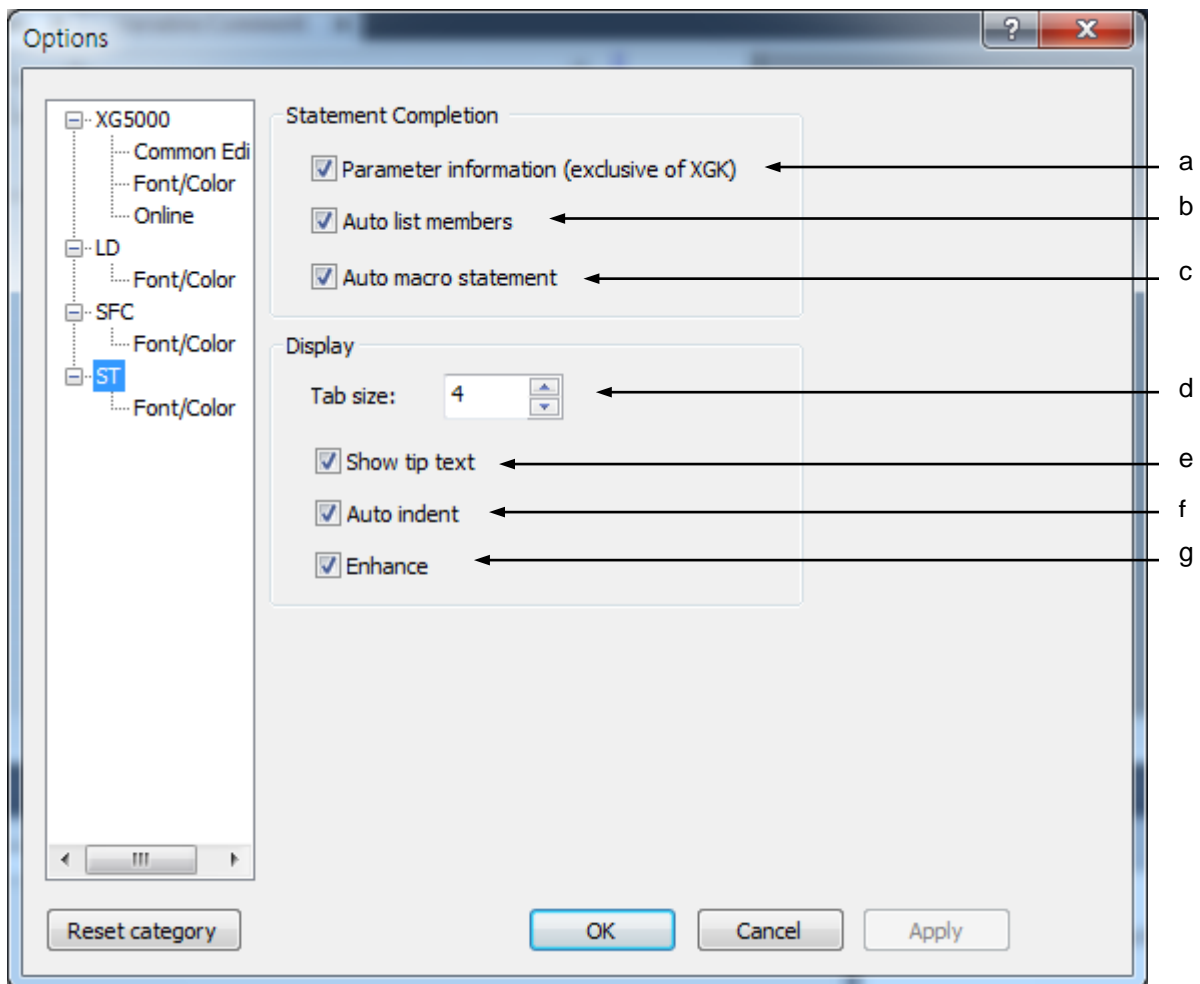 Options
?
X
XG5000
Common Edi
Font/Color
Online
LD
Font/Color
SFC
Font/Color
ST
Font/Color
Statement Completion
Parameter information (exclusive of XGK)
a
Auto list members
b
Auto macro statement
c
Display
Tab size:
4
d
Show tip text
e
Auto indent
f
Enhance
g
Reset category
OK
Cancel
Apply